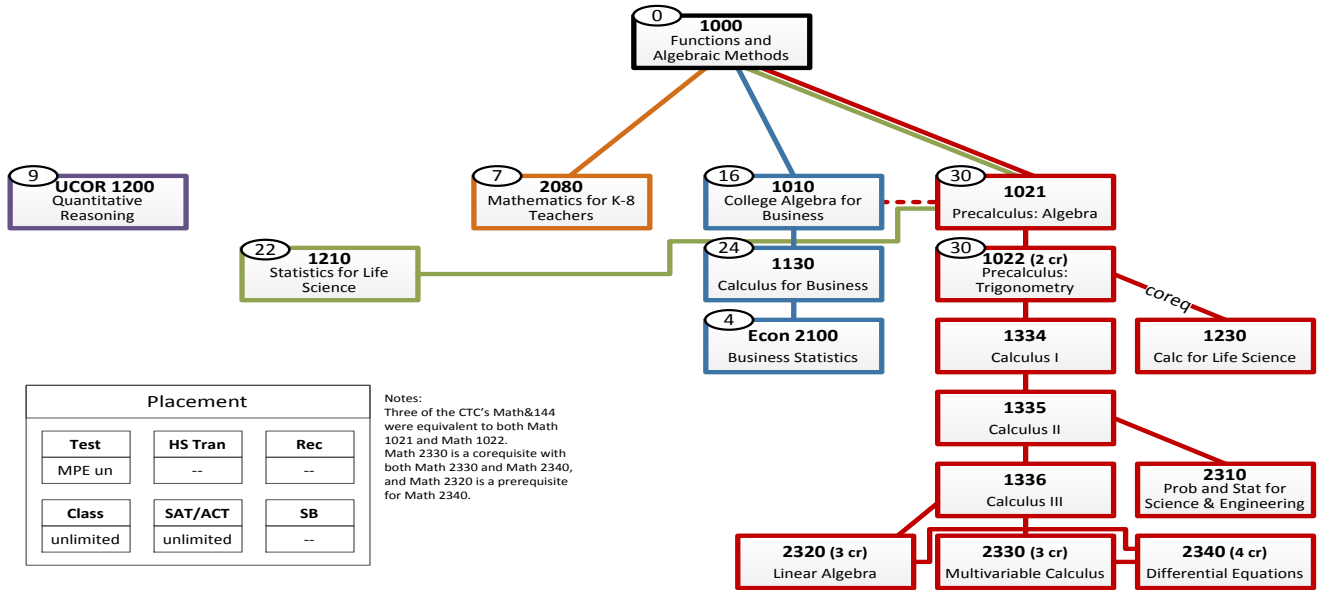 0
1000
Functions and
Algebraic Methods
9
UCOR 1200
Quantitative
Reasoning
7
2080
Mathematics for K-8
Teachers
16
1010
College Algebra for
Business
30
1021
Precalculus: Algebra
22
1210
Statistics for Life
Science
24
1130
Calculus for Business
30
1022 (2 cr)
Precalculus:
Trigonometry
coreq
4
Econ 2100
Business Statistics
1334
Calculus I
1230
Calc for Life Science
1335
Calculus II
1336
Calculus III
2310
Prob and Stat for
Science & Engineering
2320 (3 cr)
Linear Algebra
2330 (3 cr)
Multivariable Calculus
2340 (4 cr)
Differential Equations
Placement
Test
MPE un
HS Tran
--
Rec
--
Class
unlimited
SAT/ACT
unlimited
SB
--
Notes:
Three of the CTC's Math&144
were equivalent to both Math
1021 and Math 1022.
Math 2330 is a corequisite with
both Math 2330 and Math 2340,
and Math 2320 is a prerequisite
for Math 2340.